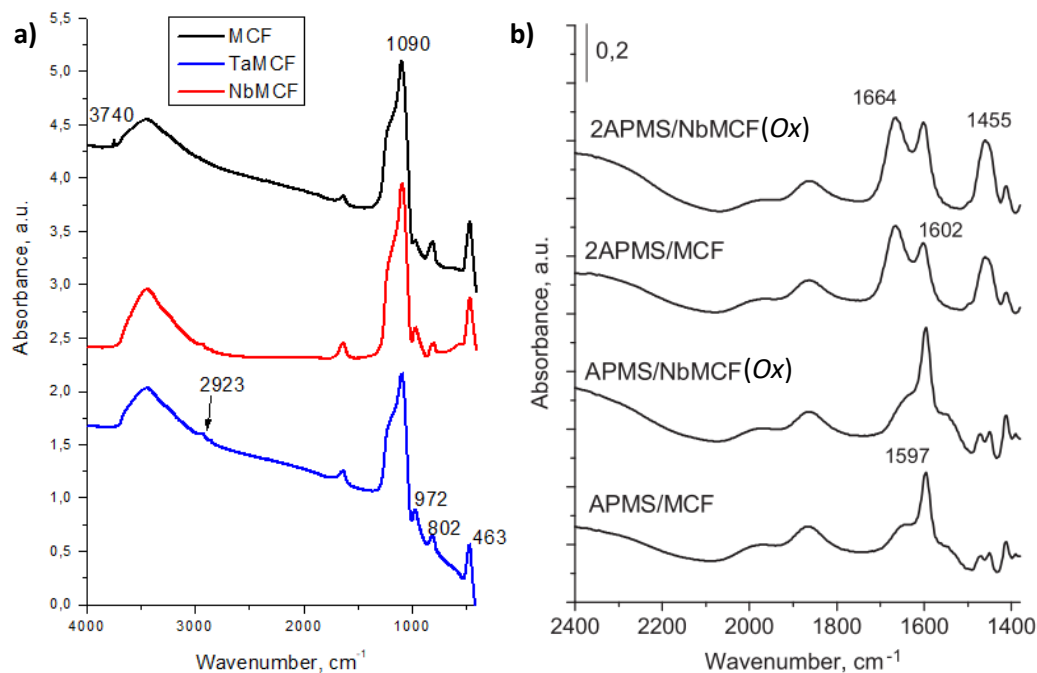 a)
5,5
5,0
4,5
4,0
3,5
3,0
2,5
2,0
1,5
1,0
0,5
0,0
Absorbance, a.u.
MCF
TaMCF
NbMCF
3740
1090
2923
972
802
463
4000 3000 2000 1000
Wavenumber, cm⁻¹
b)
0,2
Absorbance, a.u.
1664
1455
2APMS/NbMCF(Ox)
1602
2APMS/MCF
APMS/NbMCF(Ox)
1597
APMS/MCF
2400 2200 2000 1800 1600 1400
Wavenumber, cm⁻¹